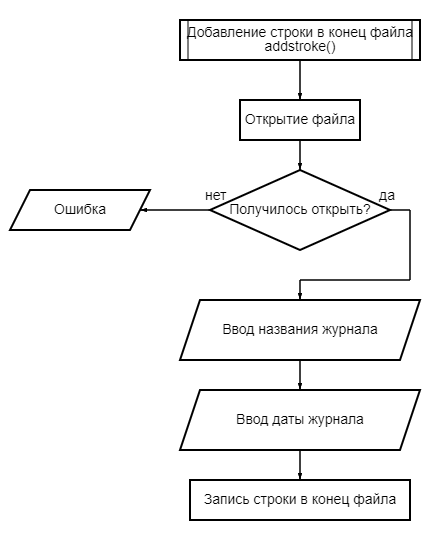 Добавление строки в конец файла
addstroke()
Открытие файла
нет
да
Получилось открыть?
Ошибка
Ввод названия журнала
Ввод даты журнала
Запись строки в конец файла